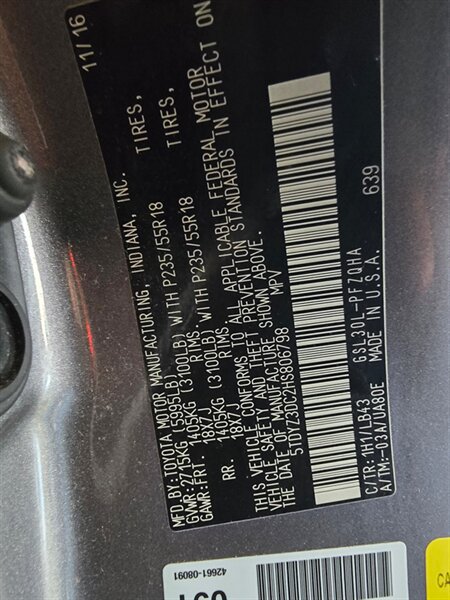 11/16
MFD. BY:TOYOTA MOTOR MANUFACTURING, INDIANA, INC.
GVWR:2715KG (5995LB)
GAWR:FRT. 1405KG (3100LB) WITH P235/55R18 TIRES,
18X7J RIMS
RR. 1405KG (3100LB) WITH P235/55R18 TIRES,
18X7J RIMS
THIS VEHICLE CONFORMS TO ALL APPLICABLE FEDERAL MOTOR
VEHICLE SAFETY AND THEFT PREVENTION STANDARDS IN EFFECT
ON THE DATE OF MANUFACTURE SHOWN ABOVE.
5TDYZ3DC2HS806798 MPV
C/TR:1H1/LB43 GSL30L-PFZQHA
A/TM:-03A/UA80E MADE IN U.S.A. 639
42661-08091
CA